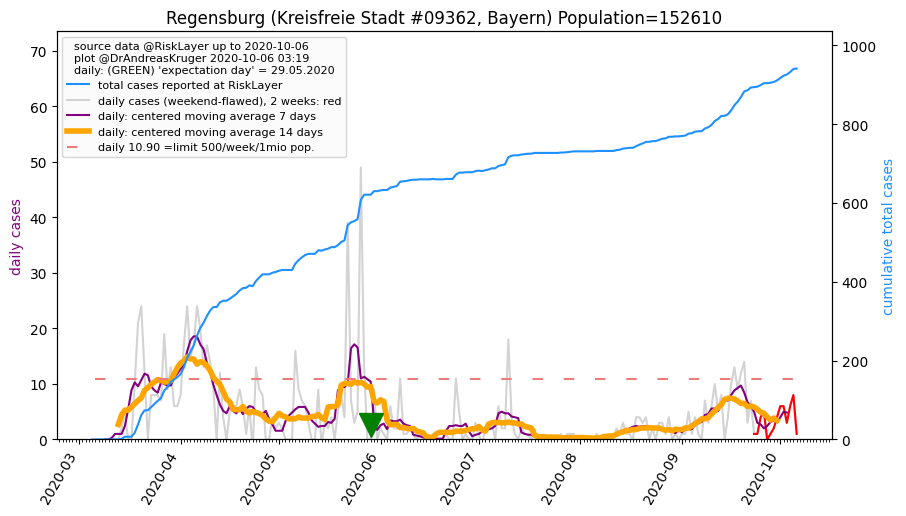 Regensburg (Kreisfreie Stadt #09362, Bayern) Population=152610
source data @RiskLayer up to 2020-10-06
plot @DrAndreasKruger 2020-10-06 03:19
daily: (GREEN) 'expectation day' = 29.05.2020
total cases reported at RiskLayer
daily cases (weekend-flawed), 2 weeks: red
daily: centered moving average 7 days
daily: centered moving average 14 days
daily 10.90 =limit 500/week/1mio pop.
daily cases
70
60
50
40
30
20
10
0
cumulative total cases
1000
800
600
400
200
0
2020-03
2020-04
2020-05
2020-06
2020-07
2020-08
2020-09
2020-10